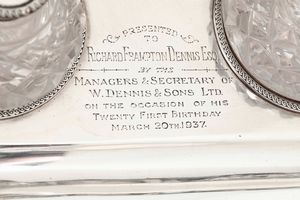 PRESENTED
TO
RICHARD FRAMPTON DENNIS ESQ.
BY THE
MANAGERS & SECRETARY OF
W. DENNIS & SONS LTD.
ON THE OCCASION OF HIS
TWENTY FIRST BIRTHDAY
MARCH 20TH. 1937.